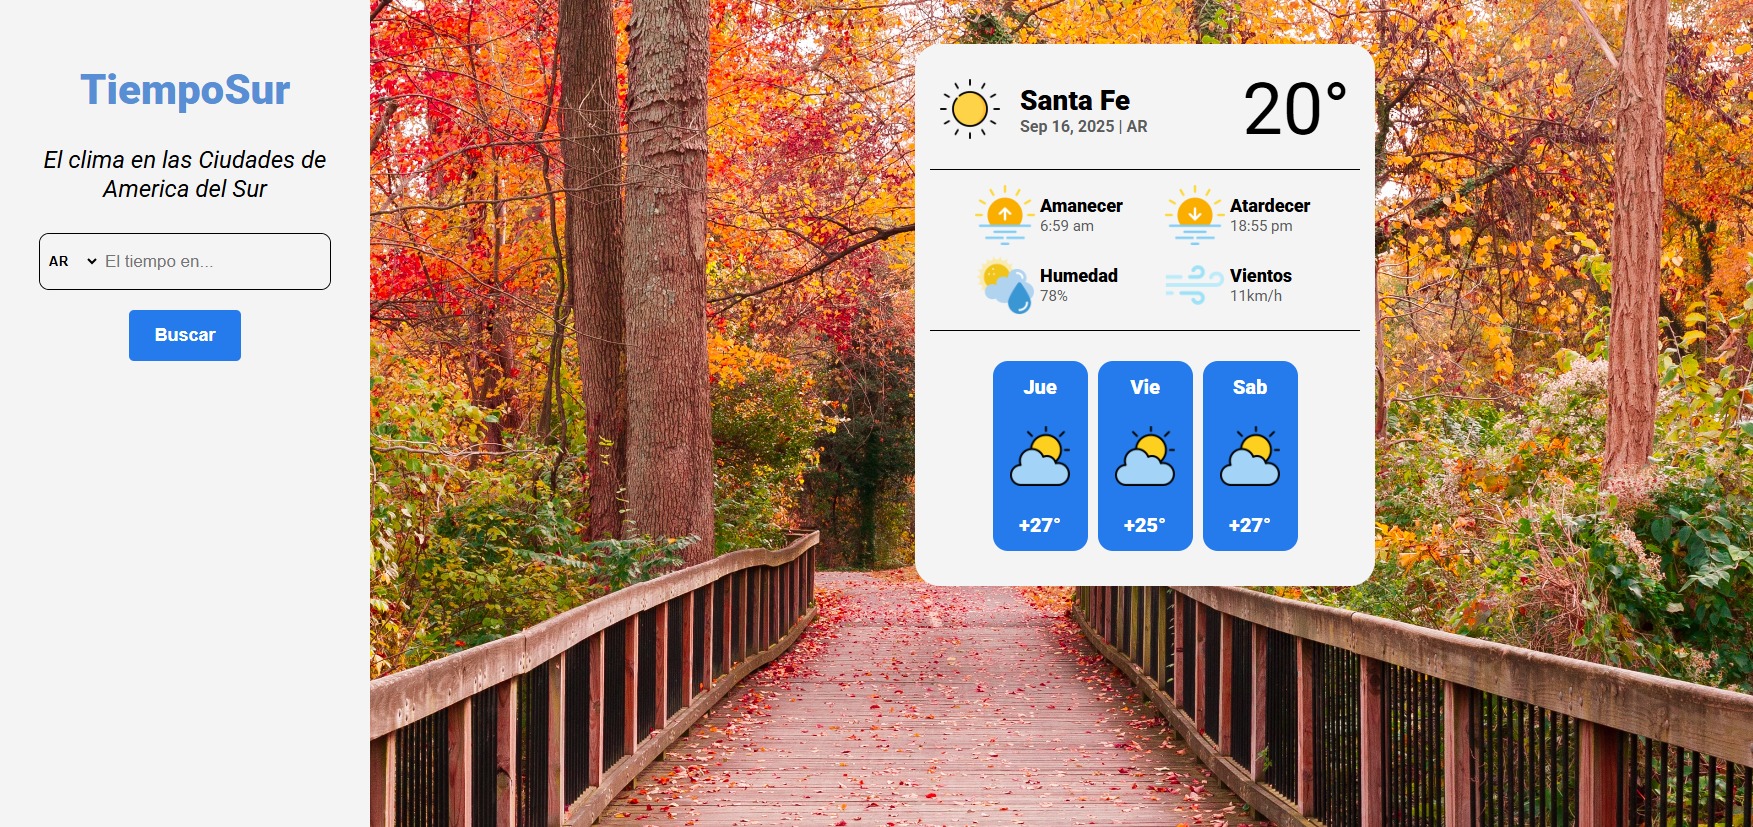 TiempoSur
El clima en las Ciudades de
America del Sur
AR
El tiempo en...
Buscar
Santa Fe
Sep 16, 2025 | AR
20°
Amanecer
6:59 am
Atardecer
18:55 pm
Humedad
78%
Vientos
11km/h
Jue
+27°
Vie
+25°
Sab
+27°